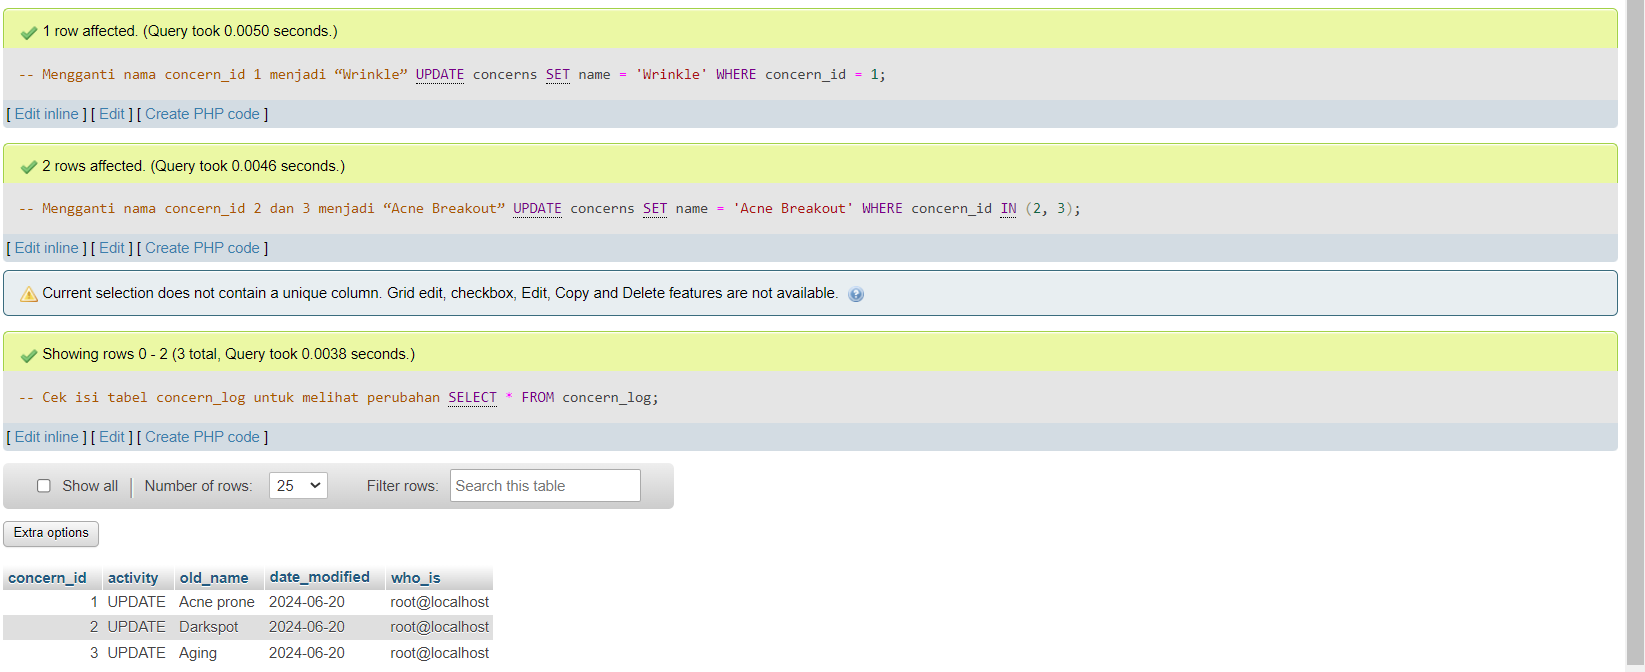 1 row affected. (Query took 0.0050 seconds.)
-- Mengganti nama concern_id 1 menjadi “Wrinkle” UPDATE concerns SET name = 'Wrinkle' WHERE concern_id = 1;
[ Edit inline ] [ Edit ] [ Create PHP code ]
2 rows affected. (Query took 0.0046 seconds.)
-- Mengganti nama concern_id 2 dan 3 menjadi “Acne Breakout” UPDATE concerns SET name = 'Acne Breakout' WHERE concern_id IN (2, 3);
[ Edit inline ] [ Edit ] [ Create PHP code ]
Current selection does not contain a unique column. Grid edit, checkbox, Edit, Copy and Delete features are not available.
Showing rows 0 - 2 (3 total, Query took 0.0038 seconds.)
-- Cek isi tabel concern_log untuk melihat perubahan SELECT * FROM concern_log;
[ Edit inline ] [ Edit ] [ Create PHP code ]
Show all Number of rows: 25 Filter rows: Search this table
Extra options
concern_id activity old_name date_modified who_is
1 UPDATE Acne prone 2024-06-20 root@localhost
2 UPDATE Darkspot 2024-06-20 root@localhost
3 UPDATE Aging 2024-06-20 root@localhost